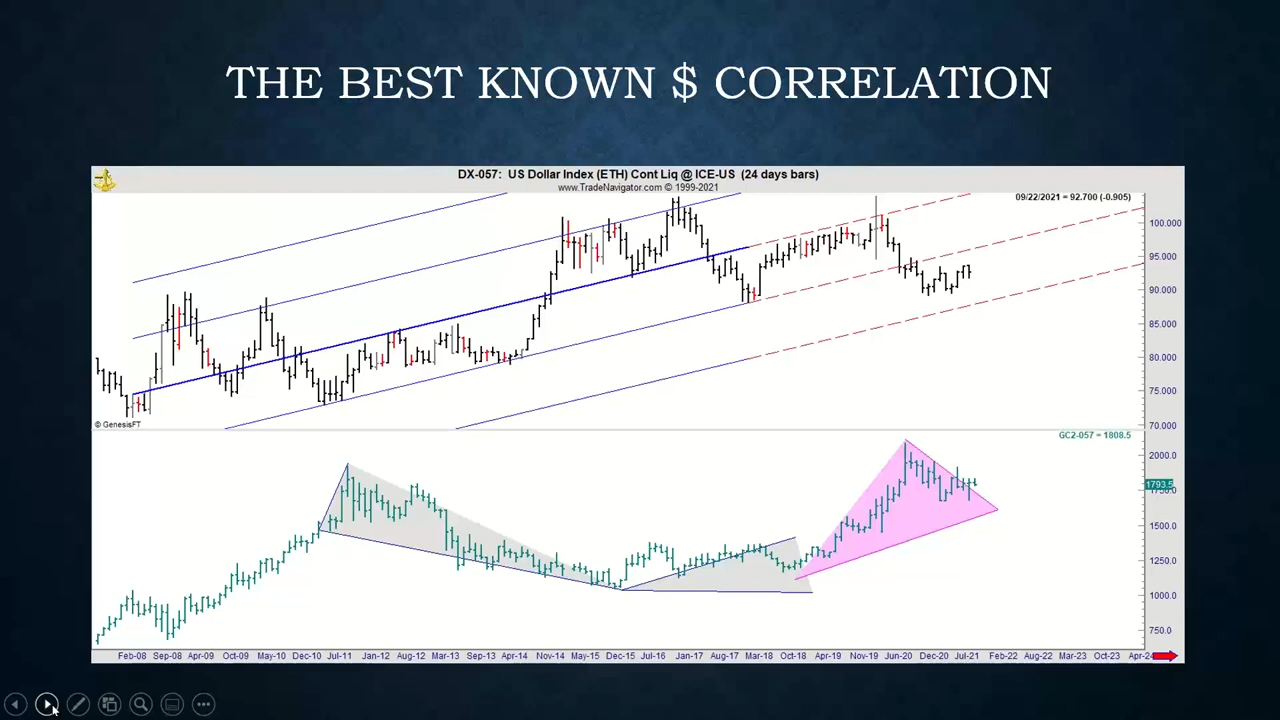 THE BEST KNOWN $ CORRELATION
DX-057: US Dollar Index (ETH) Cont Liq @ ICE-US (24 days bars)
www.TradeNavigator.com © 1999-2021
09/22/2021 = 92.700 (-0.905)
100.000
95.000
90.000
85.000
80.000
75.000
70.000
© GenesisFT
GC2-057 = 1808.5
2000.0
1793.5
1500.0
1250.0
1000.0
750.0
Feb-08 Sep-08 Apr-09 Oct-09 May-10 Dec-10 Jul-11 Jan-12 Aug-12 Mar-13 Sep-13 Apr-14 Nov-14 May-15 Dec-15 Jul-16 Jan-17 Aug-17 Mar-18 Oct-18 Apr-19 Nov-19 Jun-20 Dec-20 Jul-21 Feb-22 Aug-22 Mar-23 Oct-23